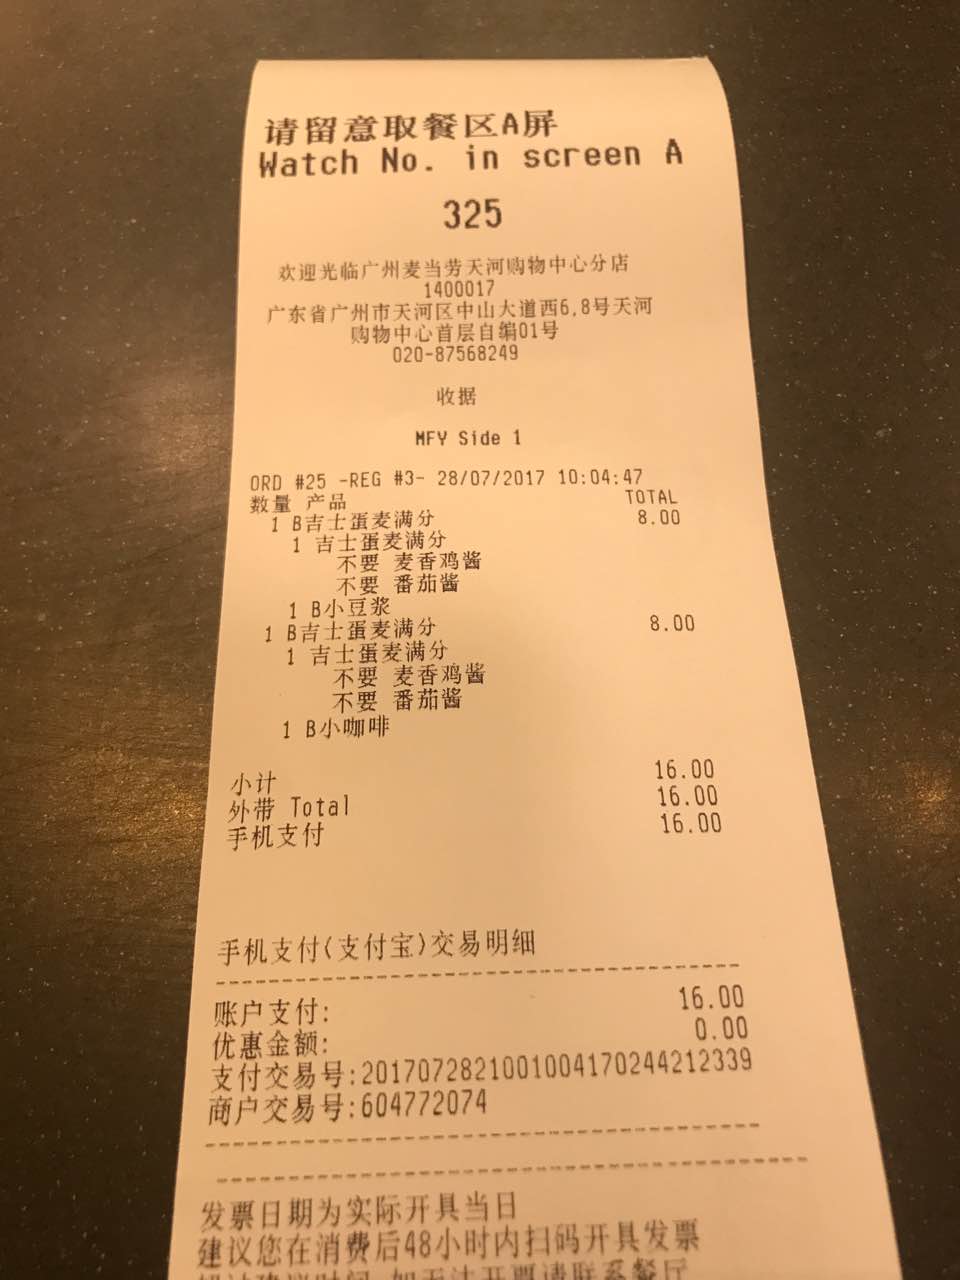 请留意取餐区A屏
Watch No. in screen A
325
欢迎光临广州麦当劳天河购物中心分店
1400017
广东省广州市天河区中山大道西6,8号天河
购物中心首层自编01号
020-87568249
收据
MFY Side 1
ORD #25 -REG #3- 28/07/2017 10:04:47
数量 产品 TOTAL
1 B吉士蛋麦满分 8.00
1 吉士蛋麦满分
不要 麦香鸡酱
不要 番茄酱
1 B小豆浆
1 B吉士蛋麦满分 8.00
1 吉士蛋麦满分
不要 麦香鸡酱
不要 番茄酱
1 B小咖啡
小计 16.00
外带 Total 16.00
手机支付 16.00
手机支付(支付宝)交易明细
账户支付: 16.00
优惠金额: 0.00
支付交易号:2017072821001004170244212339
商户交易号:604772074
发票日期为实际开具当日
建议您在消费后48小时内扫码开具发票
如无法开票请联系餐厅